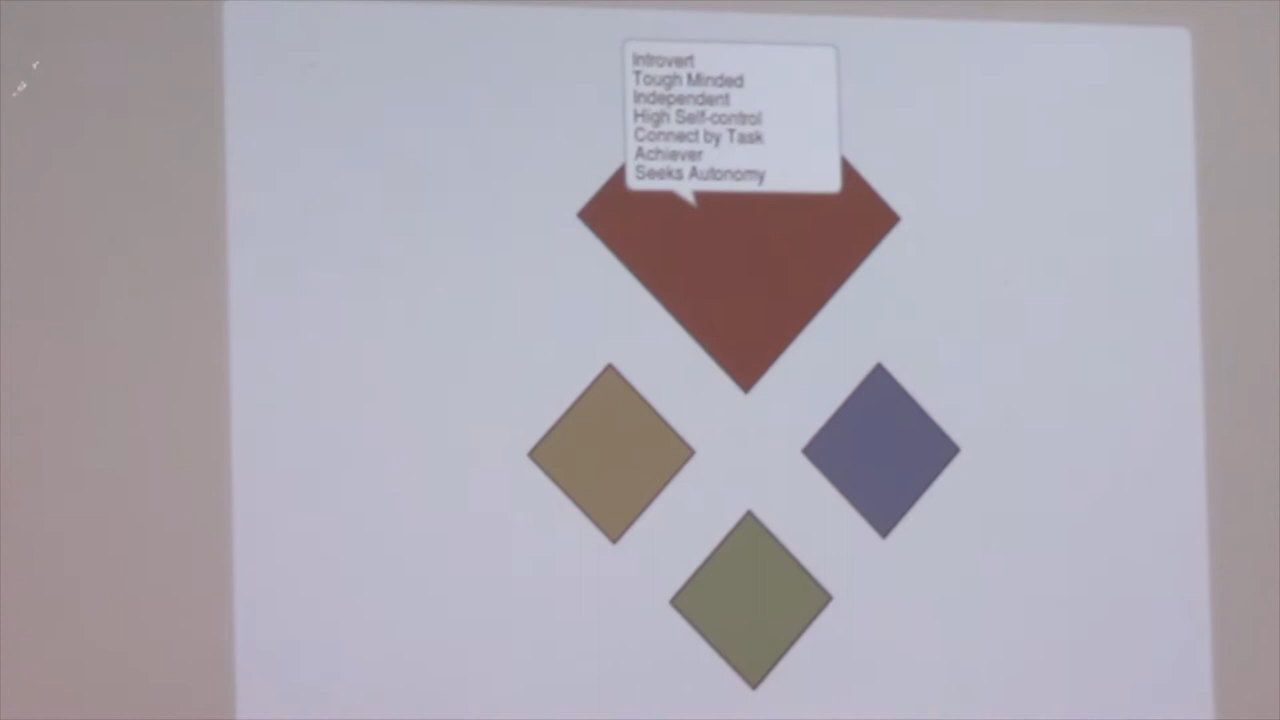 Introvert
Tough Minded
Independent
High Self-control
Connect by Task
Achiever
Seeks Autonomy